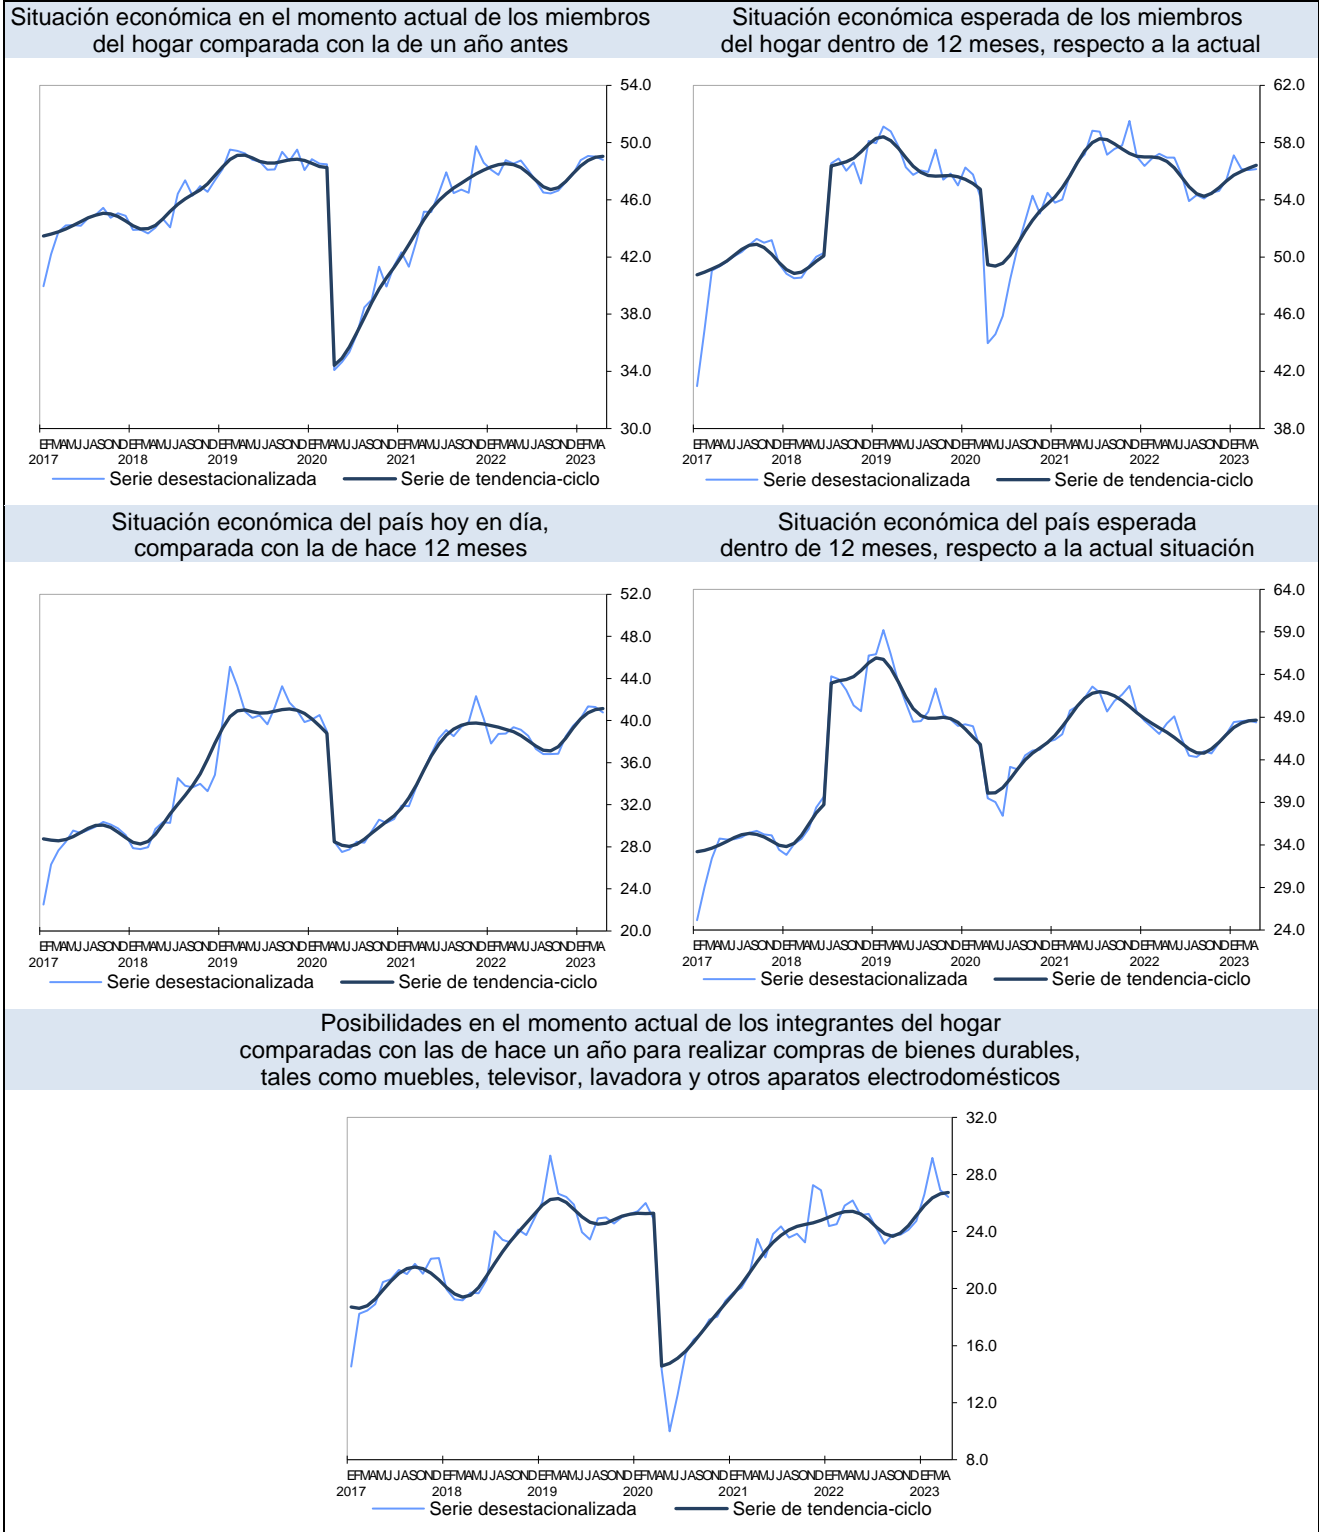 Situación económica en el momento actual de los miembros
del hogar comparada con la de un año antes
54.0
50.0
46.0
42.0
38.0
34.0
30.0
EFMAMJJASONDEFMAMJJASONDEFMAMJJASONDEFMAMJJASONDEFMAMJJASONDEFMAMJJASONDEFMA
2017 2018 2019 2020 2021 2022 2023
Serie desestacionalizada Serie de tendencia-ciclo
Situación económica esperada de los miembros
del hogar dentro de 12 meses, respecto a la actual
62.0
58.0
54.0
50.0
46.0
42.0
38.0
EFMAMJJASONDEFMAMJJASONDEFMAMJJASONDEFMAMJJASONDEFMAMJJASONDEFMAMJJASONDEFMA
2017 2018 2019 2020 2021 2022 2023
Serie desestacionalizada Serie de tendencia-ciclo
Situación económica del país hoy en día,
comparada con la de hace 12 meses
52.0
48.0
44.0
40.0
36.0
32.0
28.0
24.0
20.0
EFMAMJJASONDEFMAMJJASONDEFMAMJJASONDEFMAMJJASONDEFMAMJJASONDEFMAMJJASONDEFMA
2017 2018 2019 2020 2021 2022 2023
Serie desestacionalizada Serie de tendencia-ciclo
Situación económica del país esperada
dentro de 12 meses, respecto a la actual situación
64.0
59.0
54.0
49.0
44.0
39.0
34.0
29.0
24.0
EFMAMJJASONDEFMAMJJASONDEFMAMJJASONDEFMAMJJASONDEFMAMJJASONDEFMAMJJASONDEFMA
2017 2018 2019 2020 2021 2022 2023
Serie desestacionalizada Serie de tendencia-ciclo
Posibilidades en el momento actual de los integrantes del hogar
comparadas con las de hace un año para realizar compras de bienes durables,
tales como muebles, televisor, lavadora y otros aparatos electrodomésticos
32.0
28.0
24.0
20.0
16.0
12.0
8.0
EFMAMJJASONDEFMAMJJASONDEFMAMJJASONDEFMAMJJASONDEFMAMJJASONDEFMAMJJASONDEFMA
2017 2018 2019 2020 2021 2022 2023
Serie desestacionalizada Serie de tendencia-ciclo